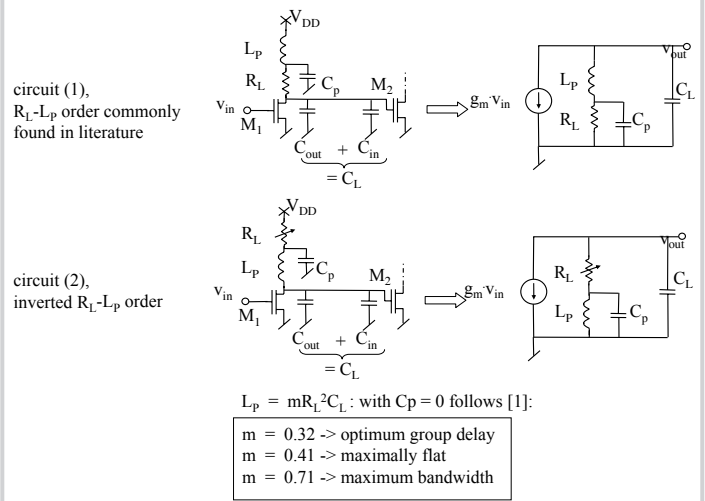 circuit (1),
R_L-L_P order commonly
found in literature
V_DD
L_P
R_L
C_p
M_2
v_in
M_1
C_out + C_in
= C_L
g_m·v_in
v_out
L_P
R_L
C_p
C_L
circuit (2),
inverted R_L-L_P order
V_DD
R_L
L_P
C_p
M_2
v_in
M_1
C_out + C_in
= C_L
g_m·v_in
v_out
R_L
L_P
C_p
C_L
L_P = mR_L²C_L : with Cp = 0 follows [1]:
m = 0.32 -> optimum group delay
m = 0.41 -> maximally flat
m = 0.71 -> maximum bandwidth